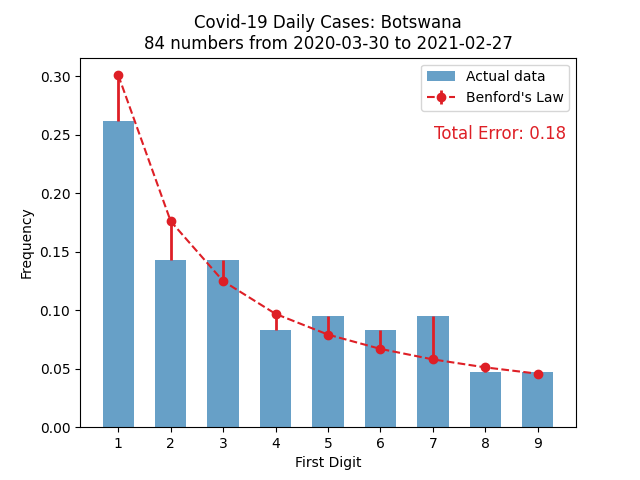 Covid-19 Daily Cases: Botswana
84 numbers from 2020-03-30 to 2021-02-27
Actual data
Benford's Law
Total Error: 0.18
Frequency
0.30
0.25
0.20
0.15
0.10
0.05
0.00
1 2 3 4 5 6 7 8 9
First Digit